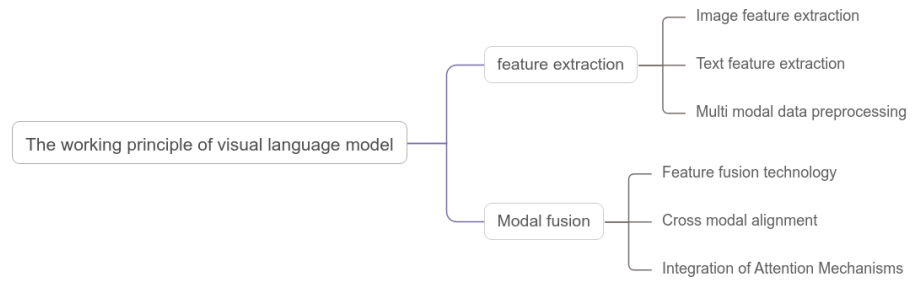 The working principle of visual language model
feature extraction
Image feature extraction
Text feature extraction
Multi modal data preprocessing
Modal fusion
Feature fusion technology
Cross modal alignment
Integration of Attention Mechanisms